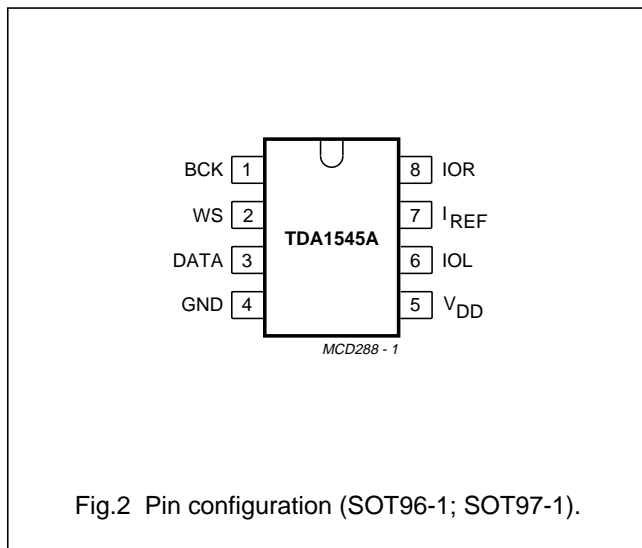 BCK 1 8 IOR
WS 2 7 I REF
TDA1545A
DATA 3 6 IOL
GND 4 5 V DD
MCD288 - 1
Fig.2 Pin configuration (SOT96-1; SOT97-1).